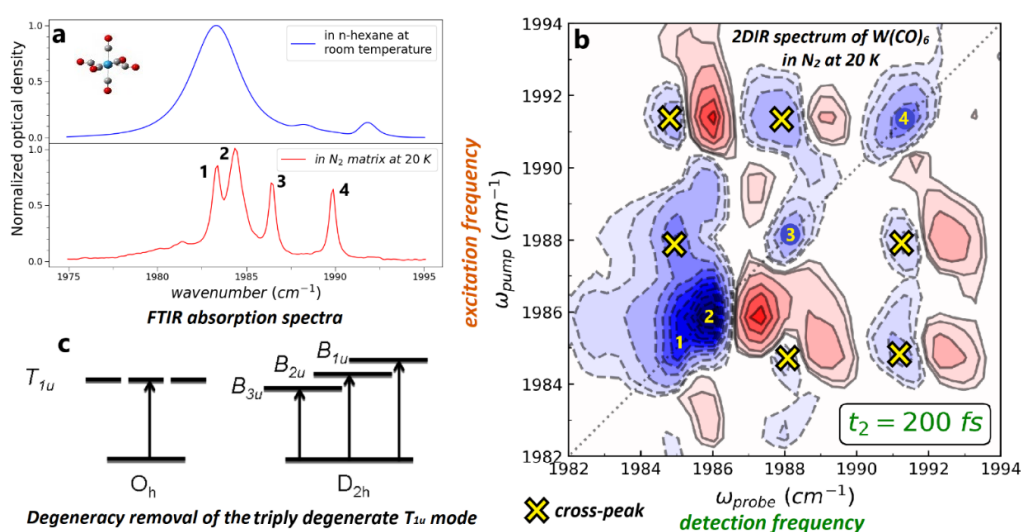 a
in n-hexane at
room temperature
Normalized optical density
1.0
0.5
0.0
1.0
0.5
0.0
in N₂ matrix at 20 K
1
2
3
4
1975
1980
1985
1990
1995
wavenumber (cm⁻¹)
FTIR absorption spectra
c
T₁ᵤ
B₃ᵤ
B₂ᵤ
B₁ᵤ
Oₕ
D₂ₕ
Degeneracy removal of the triply degenerate T₁ᵤ mode
b
2DIR spectrum of W(CO)₆
in N₂ at 20 K
excitation frequency
ω_pump (cm⁻¹)
1994
1992
1990
1988
1986
1984
1982
4
4
3
2
1
t₂ = 200 fs
1982
1984
1986
1988
1990
1992
1994
ω_probe (cm⁻¹)
cross-peak
detection frequency